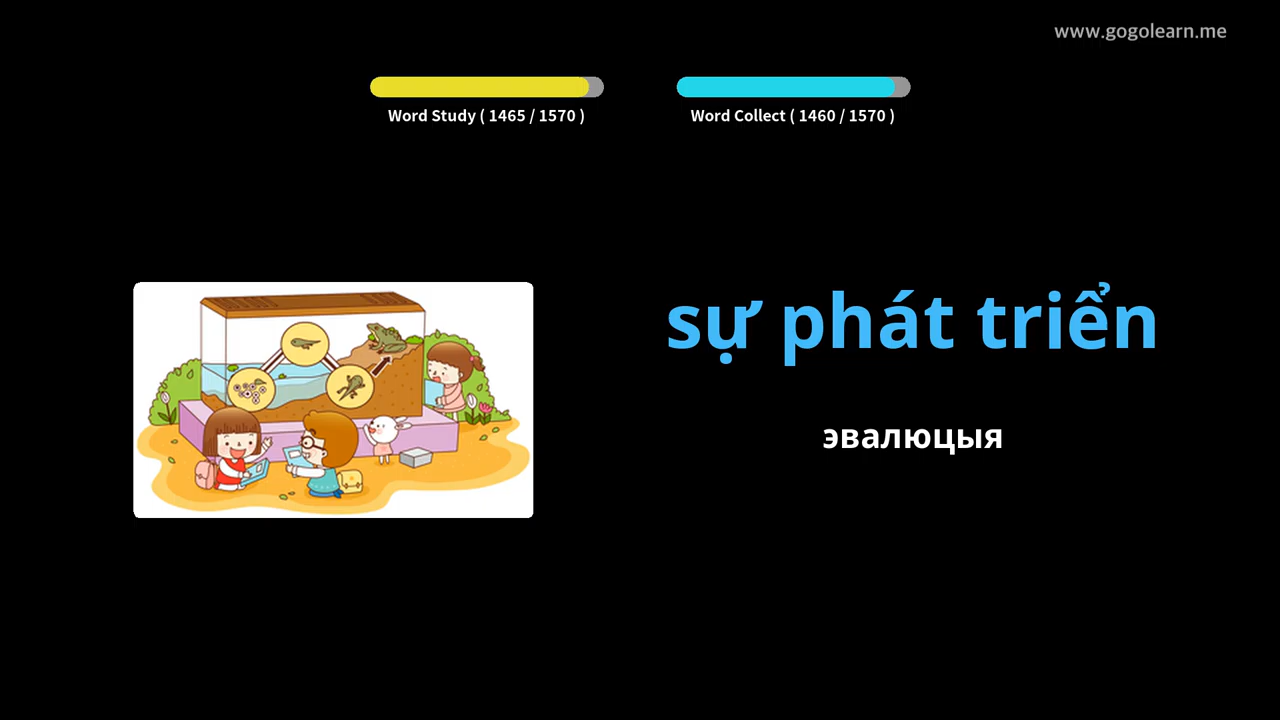 www.gogolearn.me
Word Study ( 1465 / 1570 )
Word Collect ( 1460 / 1570 )
sự phát triển
эвалюцыя